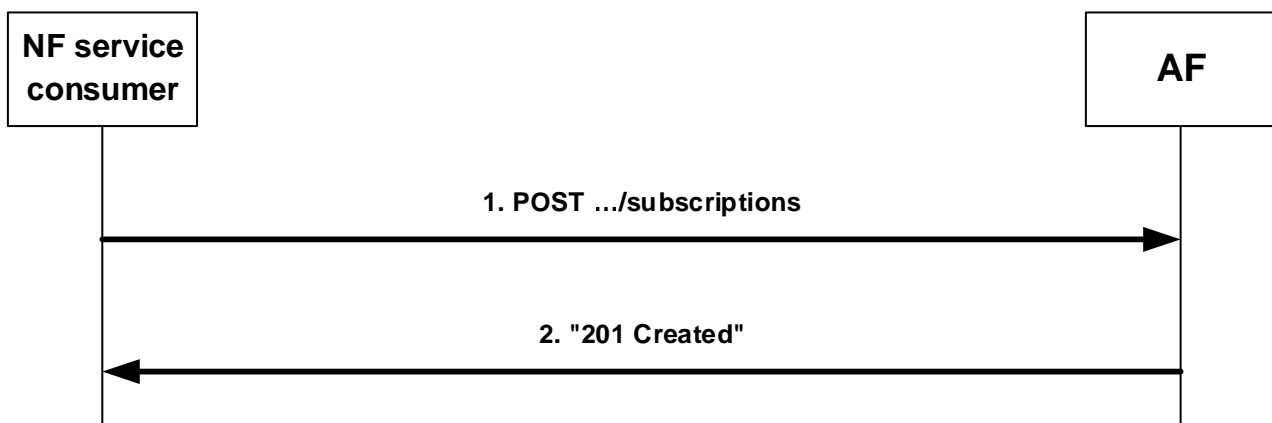 NF service
consumer
AF
1. POST .../subscriptions
2. "201 Created"